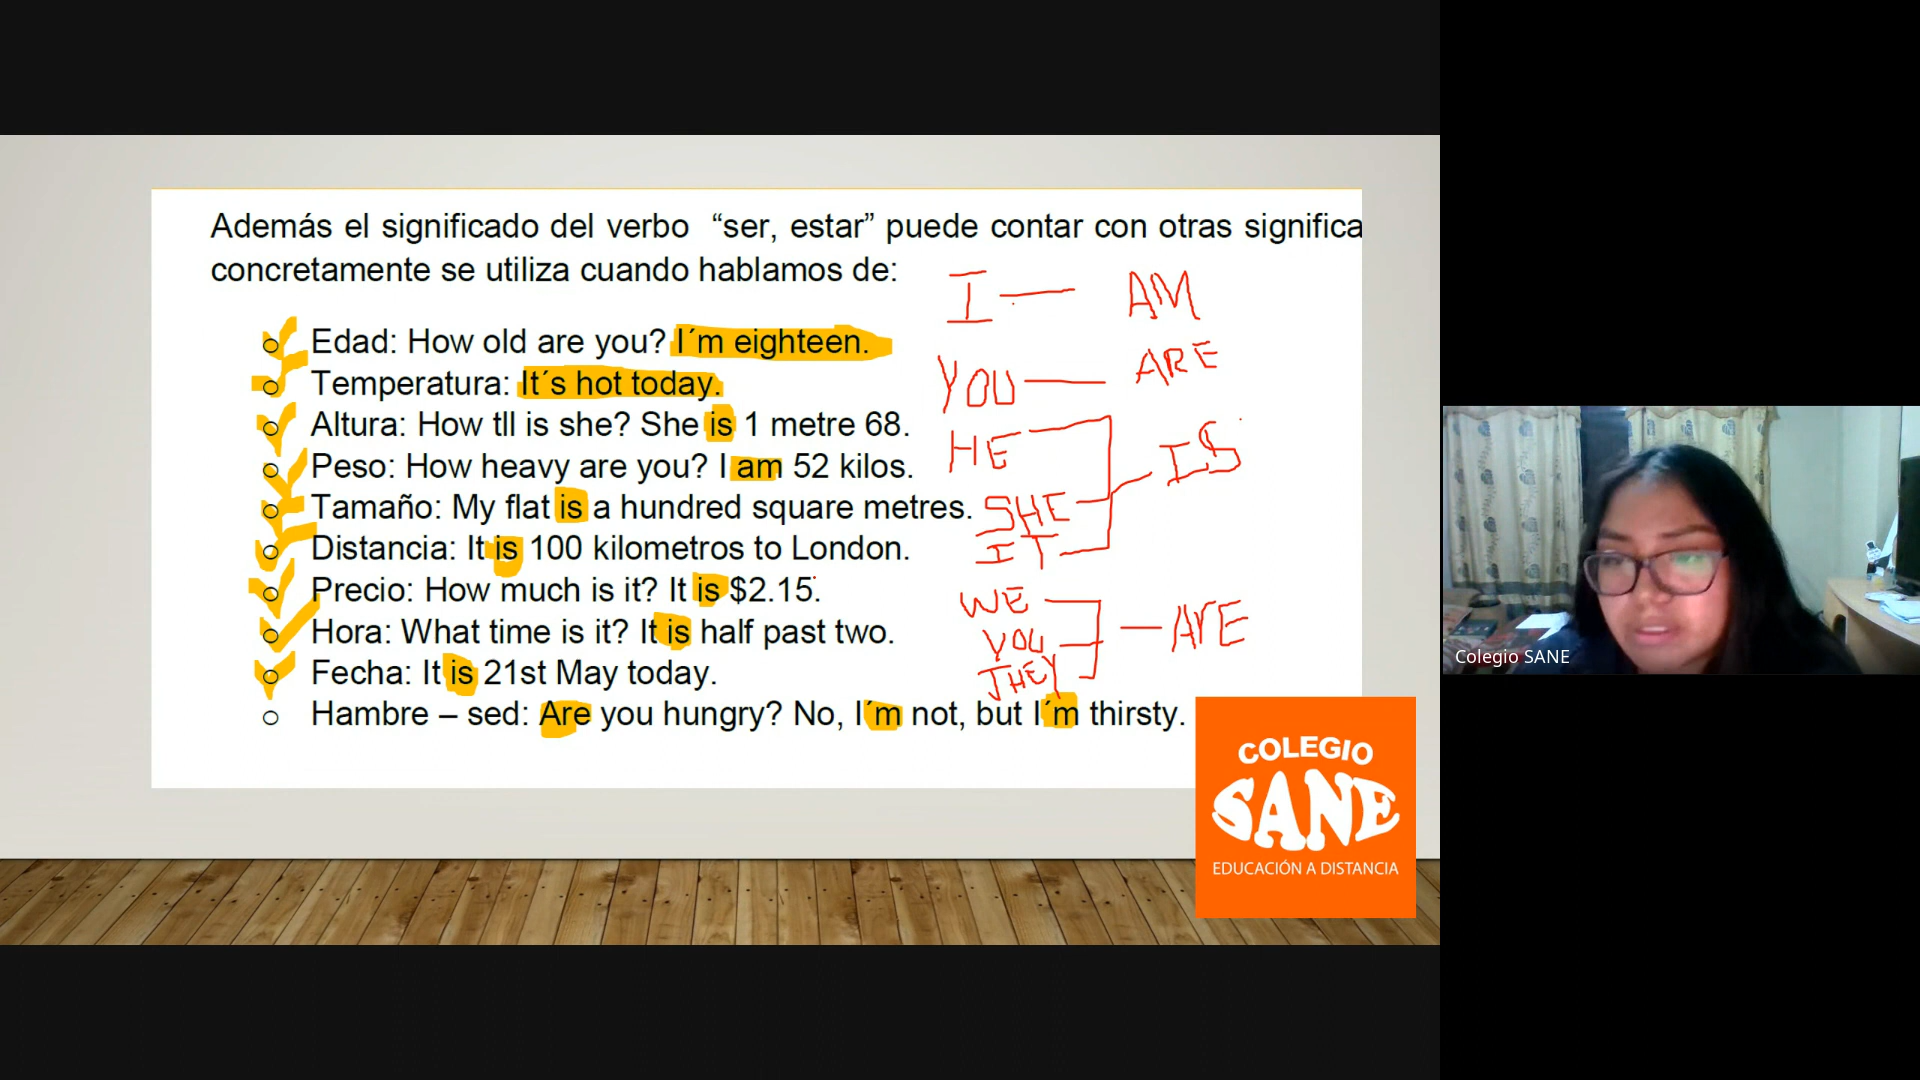 Además el significado del verbo “ser, estar” puede contar con otras significa
concretamente se utiliza cuando hablamos de:
Edad: How old are you? I´m eighteen.
Temperatura: It´s hot today.
Altura: How tll is she? She is 1 metre 68.
Peso: How heavy are you? I am 52 kilos.
Tamaño: My flat is a hundred square metres.
Distancia: It is 100 kilometros to London.
Precio: How much is it? It is $2.15.
Hora: What time is it? It is half past two.
Fecha: It is 21st May today.
Hambre – sed: Are you hungry? No, I´m not, but I´m thirsty.
I — AM
YOU — ARE
HE
SHE
IT
IS
WE
YOU
THEY
— ArE
COLEGIO
SANE
EDUCACIÓN A DISTANCIA
Colegio SANE